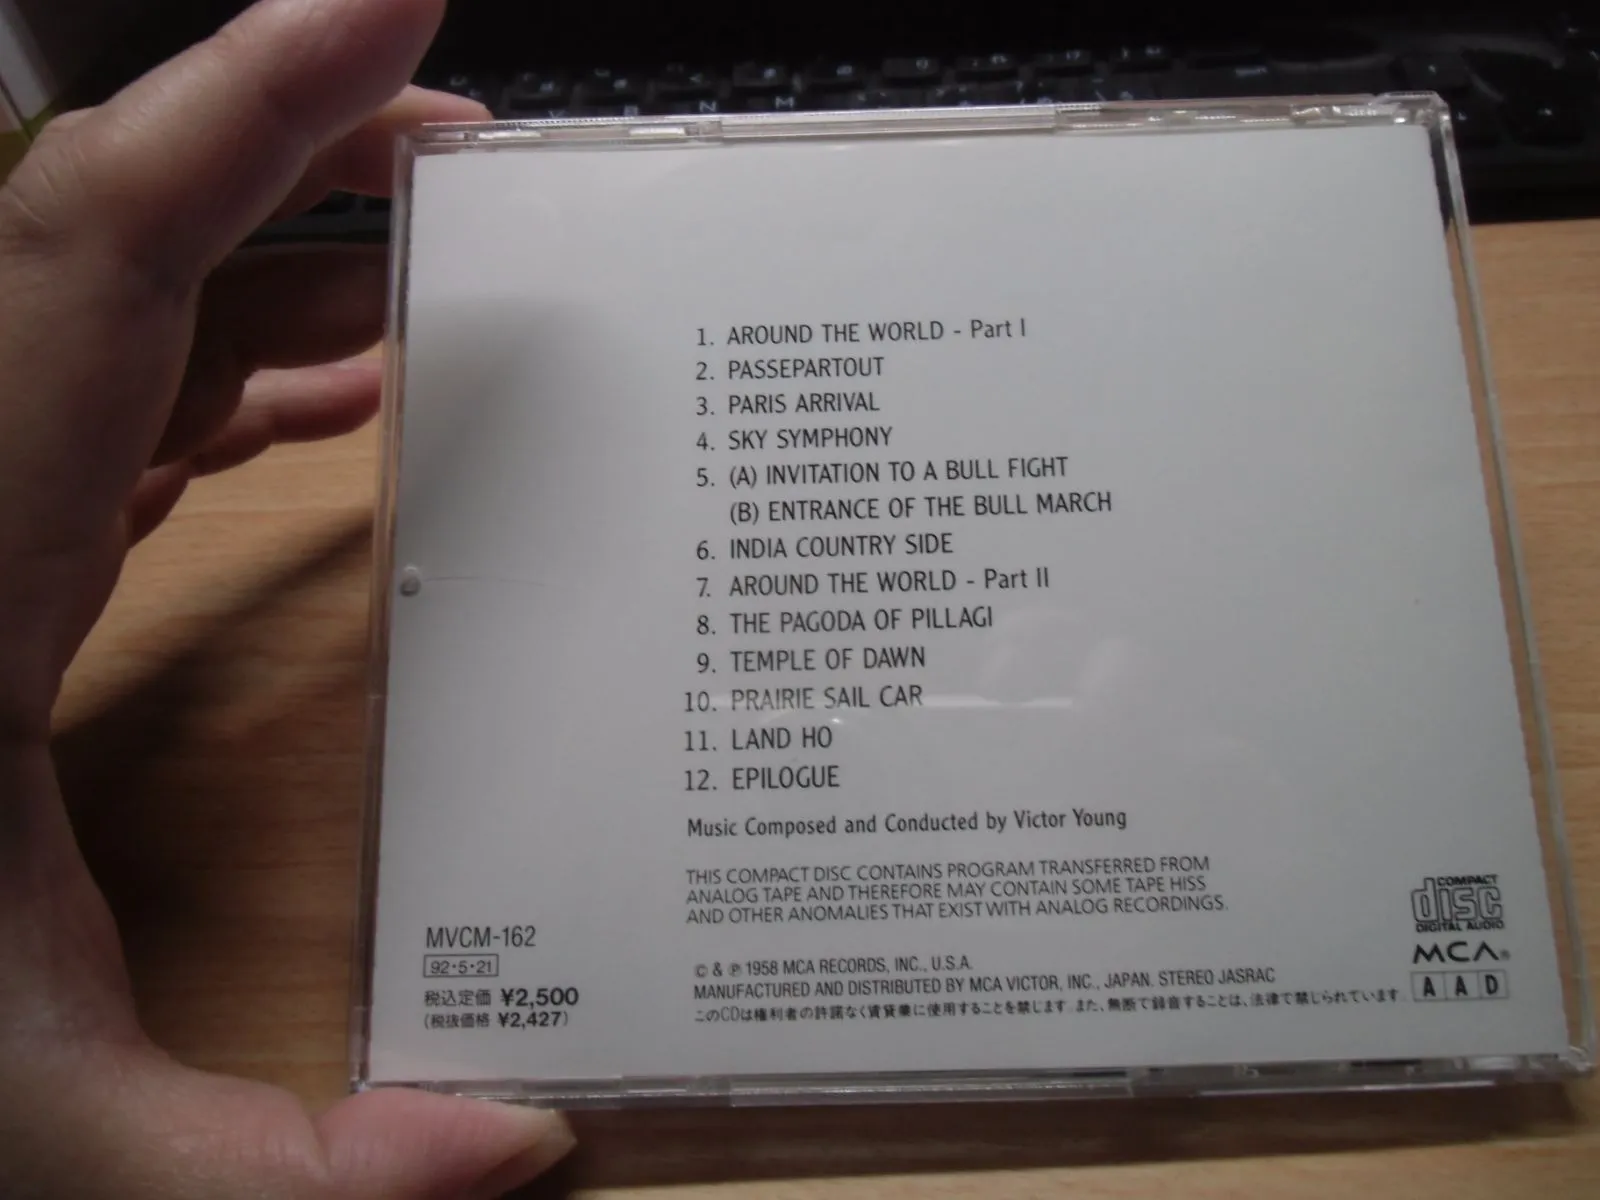 1. AROUND THE WORLD - Part I
2. PASSEPARTOUT
3. PARIS ARRIVAL
4. SKY SYMPHONY
5. (A) INVITATION TO A BULL FIGHT
(B) ENTRANCE OF THE BULL MARCH
6. INDIA COUNTRY SIDE
7. AROUND THE WORLD - Part II
8. THE PAGODA OF PILLAGI
9. TEMPLE OF DAWN
10. PRAIRIE SAIL CAR
11. LAND HO
12. EPILOGUE
Music Composed and Conducted by Victor Young
THIS COMPACT DISC CONTAINS PROGRAM TRANSFERRED FROM
ANALOG TAPE AND THEREFORE MAY CONTAIN SOME TAPE HISS
AND OTHER ANOMALIES THAT EXIST WITH ANALOG RECORDINGS.
MVCM-162
92・5・21
税込定価 ¥2,500
(税抜価格 ¥2,427)
© & ℗ 1958 MCA RECORDS, INC., U.S.A.
MANUFACTURED AND DISTRIBUTED BY MCA VICTOR, INC., JAPAN. STEREO JASRAC
このCDは権利者の許諾なく賃貸業に使用することを禁じます。また、無断で録音することは、法律で禁じられています。
COMPACT
disc
DIGITAL AUDIO
MCA®
A A D
B N M